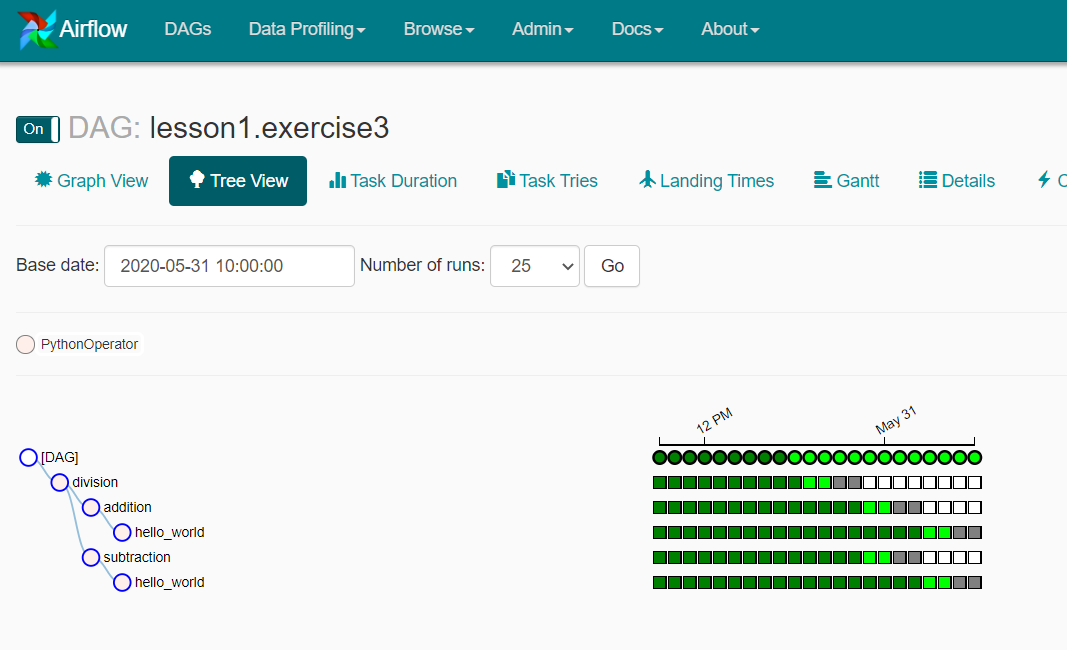 Airflow DAGs Data Profiling Browse Admin Docs About
On DAG: lesson1.exercise3
Graph View Tree View Task Duration Task Tries Landing Times Gantt Details
Base date: 2020-05-31 10:00:00 Number of runs: 25 Go
PythonOperator
12 PM May 31
[DAG]
division
addition
hello_world
subtraction
hello_world